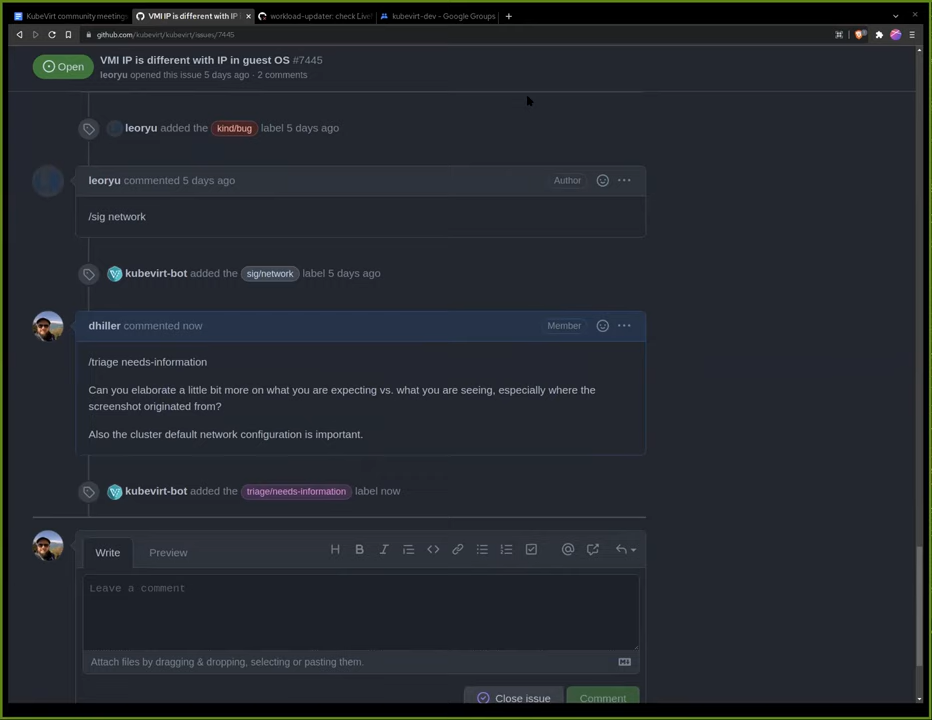 KubeVirt community meeting
VMI IP is different with IP
workload-updater: check Live
kubevirt-dev - Google Groups
github.com/kubevirt/kubevirt/issues/7445
Open
VMI IP is different with IP in guest OS #7445
leoryu opened this issue 5 days ago · 2 comments
leoryu added the kind/bug label 5 days ago
leoryu commented 5 days ago
Author
/sig network
kubevirt-bot added the sig/network label 5 days ago
dhiller commented now
Member
/triage needs-information
Can you elaborate a little bit more on what you are expecting vs. what you are seeing, especially where the
screenshot originated from?
Also the cluster default network configuration is important.
kubevirt-bot added the triage/needs-information label now
Write
Preview
Leave a comment
Attach files by dragging & dropping, selecting or pasting them.
Close issue
Comment